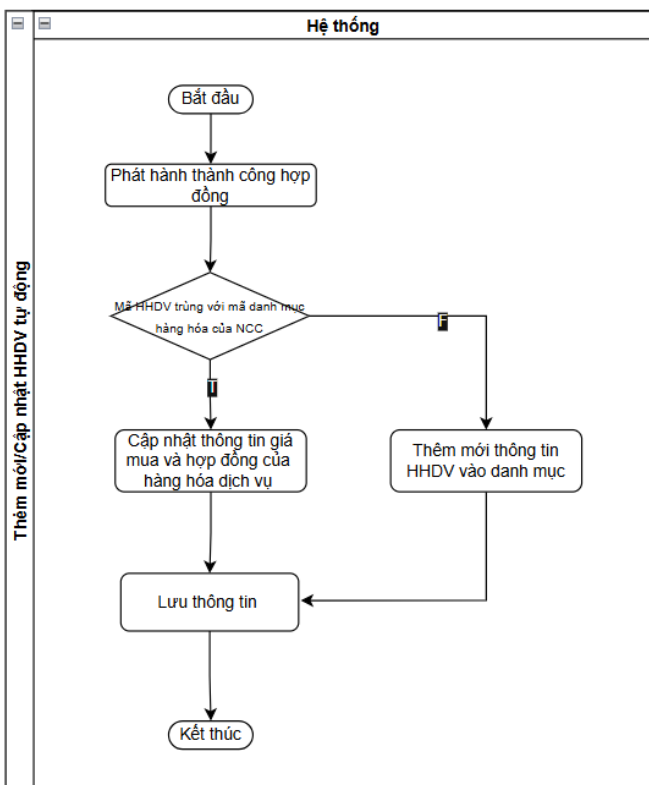 Hệ thống
Thêm mới/Cập nhật HHDV tự động
Bắt đầu
Phát hành thành công hợp
đồng
Mã HHDV trùng với mã danh mục
hàng hóa của NCC
F
T
Cập nhật thông tin giá
mua và hợp đồng của
hàng hóa dịch vụ
Thêm mới thông tin
HHDV vào danh mục
Lưu thông tin
Kết thúc